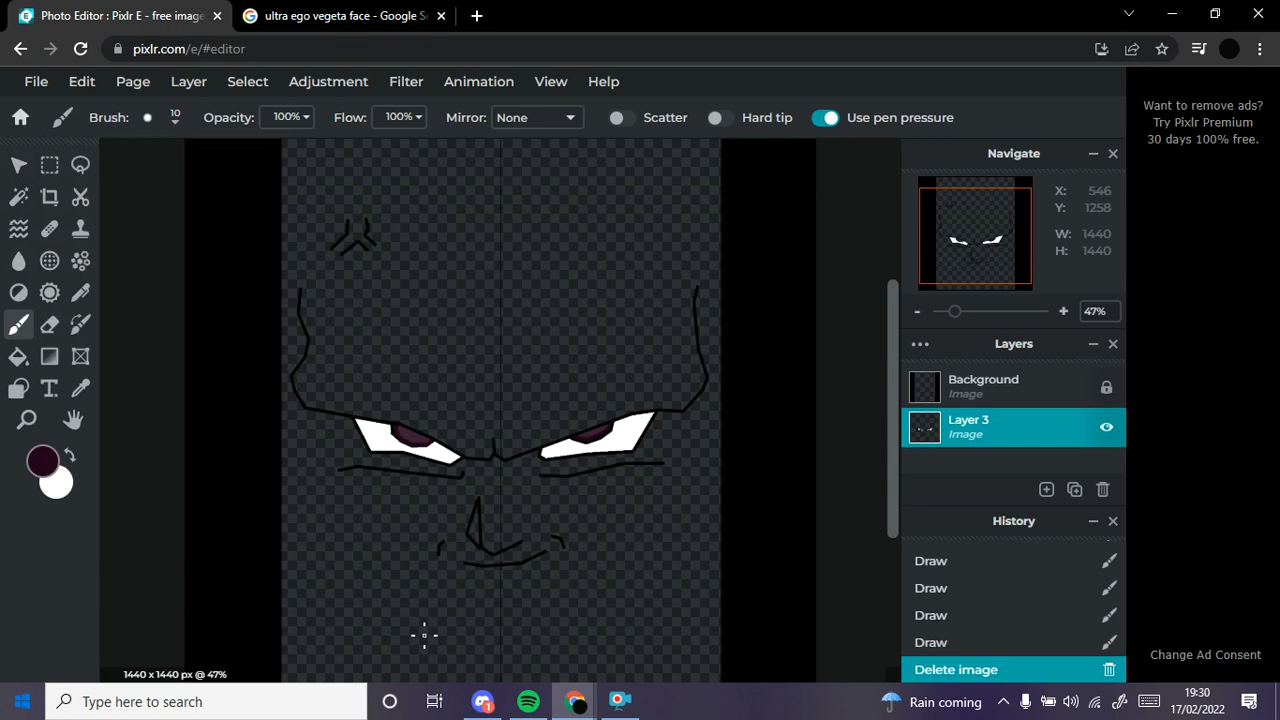 Photo Editor : Pixlr E - free image
ultra ego vegeta face - Google Se
pixlr.com/e/#editor
File Edit Page Layer Select Adjustment Filter Animation View Help
Brush: 10 Opacity: 100% Flow: 100% Mirror: None Scatter Hard tip Use pen pressure
Want to remove ads?
Try Pixlr Premium
30 days 100% free.
Navigate
X: 546
Y: 1258
W: 1440
H: 1440
47%
Layers
Background
Image
Layer 3
Image
History
Draw
Draw
Draw
Draw
Delete image
Change Ad Consent
1440 x 1440 px @ 47%
Type here to search
1
Rain coming
19:30
17/02/2022